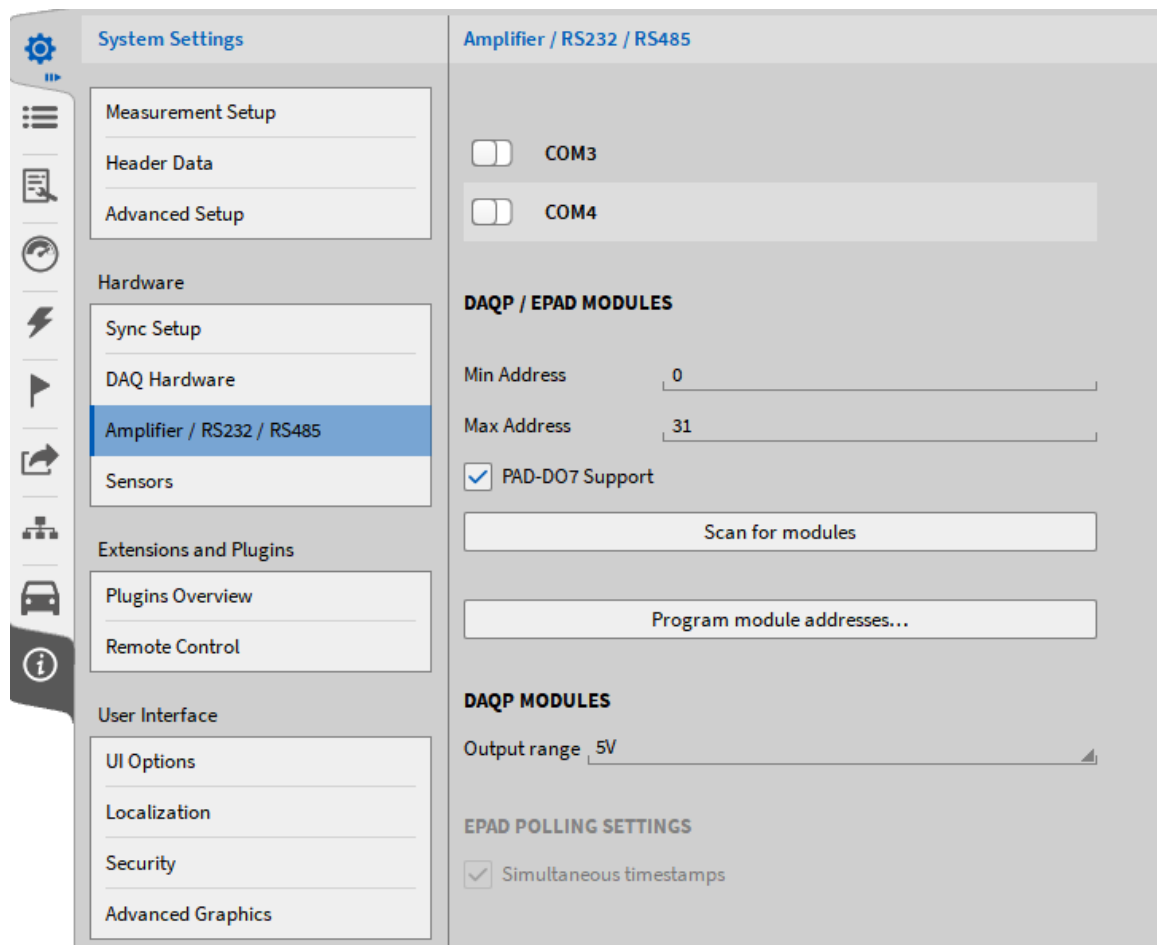 System Settings
Measurement Setup
Header Data
Advanced Setup
Hardware
Sync Setup
DAQ Hardware
Amplifier / RS232 / RS485
Sensors
Extensions and Plugins
Plugins Overview
Remote Control
User Interface
UI Options
Localization
Security
Advanced Graphics
Amplifier / RS232 / RS485
COM3
COM4
DAQP / EPAD MODULES
Min Address 0
Max Address 31
PAD-DO7 Support
Scan for modules
Program module addresses...
DAQP MODULES
Output range 5V
EPAD POLLING SETTINGS
Simultaneous timestamps